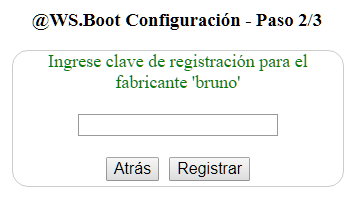 @WS.Boot Configuración - Paso 2/3
Ingrese clave de registración para el
fabricante 'bruno'
Atrás Registrar